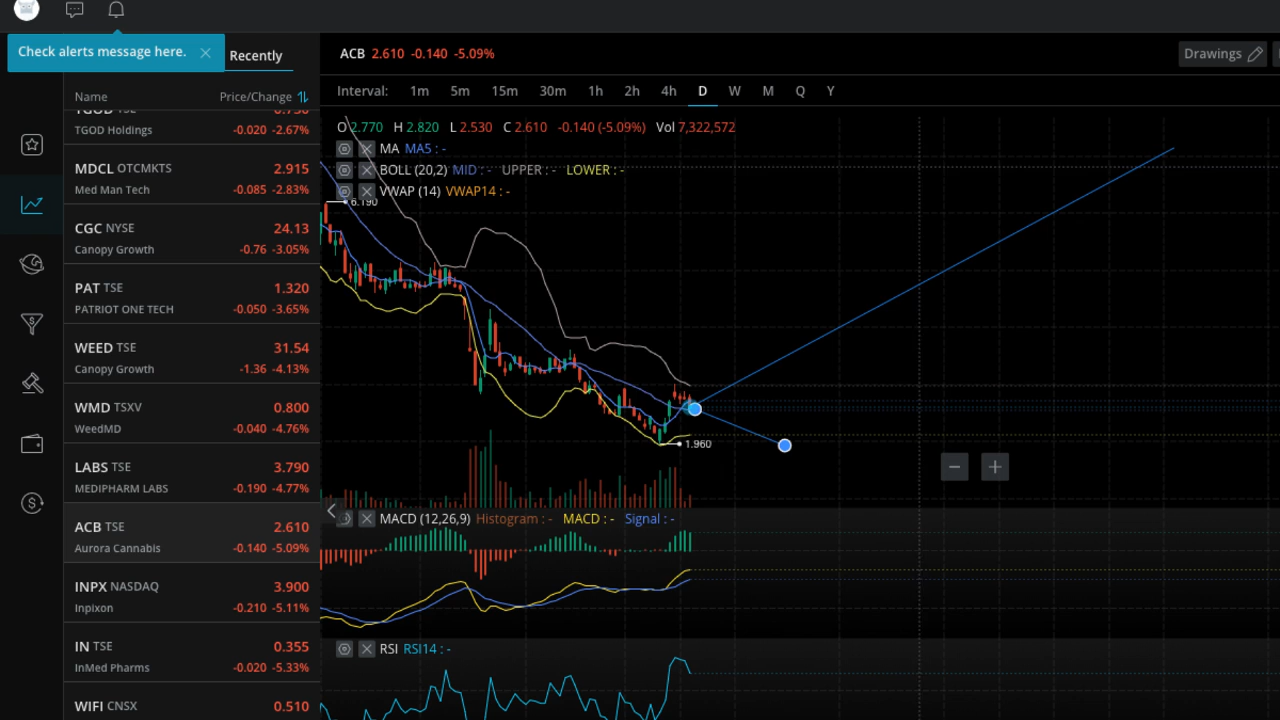 Check alerts message here.
Recently
ACB 2.610 -0.140 -5.09%
Drawings
Name Price/Change
Interval: 1m 5m 15m 30m 1h 2h 4h D W M Q Y
TGOD TSE 0.730
TGOD Holdings -0.020 -2.67%
O 2.770 H 2.820 L 2.530 C 2.610 -0.140 (-5.09%) Vol 7,322,572
MA MA5 : -
BOLL (20,2) MID : - UPPER : - LOWER : -
VWAP (14) VWAP14 : -
6.190
MDCL OTCMKTS 2.915
Med Man Tech -0.085 -2.83%
CGC NYSE 24.13
Canopy Growth -0.76 -3.05%
PAT TSE 1.320
PATRIOT ONE TECH -0.050 -3.65%
WEED TSE 31.54
Canopy Growth -1.36 -4.13%
WMD TSXV 0.800
WeedMD -0.040 -4.76%
1.960
LABS TSE 3.790
MEDIPHARM LABS -0.190 -4.77%
ACB TSE 2.610
Aurora Cannabis -0.140 -5.09%
MACD (12,26,9) Histogram : - MACD : - Signal : -
INPX NASDAQ 3.900
Inpixon -0.210 -5.11%
IN TSE 0.355
InMed Pharms -0.020 -5.33%
RSI RSI14 : -
WIFI CNSX 0.510